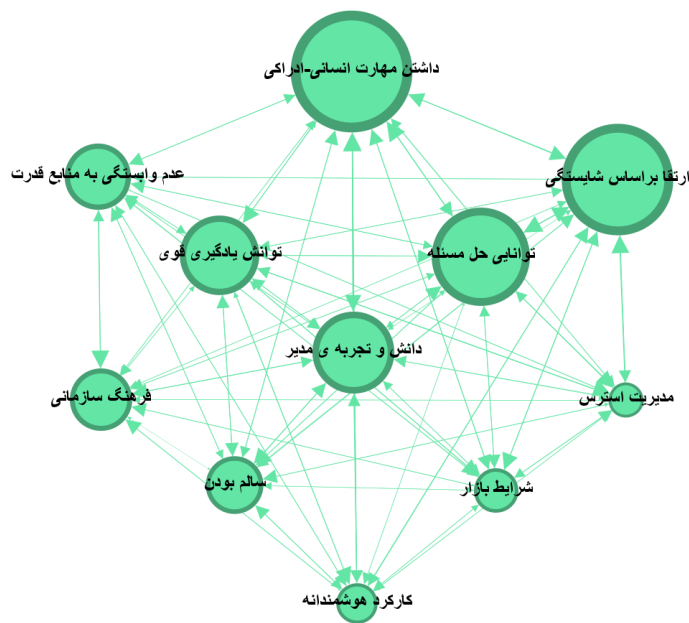 داشتن مهارت انسانی-ادراکی
عدم وابستگی به منابع قدرت
ارتقا براساس شایستگی
توانش یادگیری قوی
توانایی حل مسئله
دانش و تجربه ی مدیر
فرهنگ سازمانی
مدیریت استرس
سالم بودن
شرایط بازار
کارکرد هوشمندانه